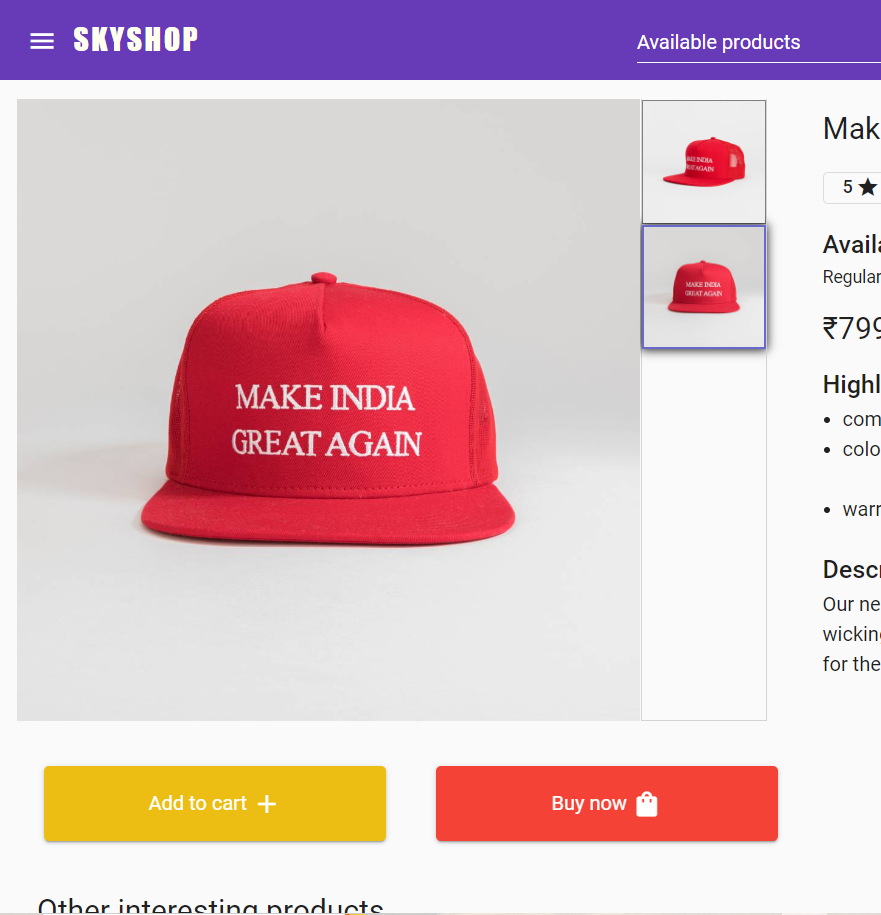 SKYSHOP
Available products
MAKE INDIA
GREAT AGAIN
MAKE INDIA
GREAT AGAIN
MAKE INDIA
GREAT AGAIN
Mak
5
Availa
Regular
₹799
Highl
com
colo
warr
Descr
Our ne
wicking
for the
Add to cart
Buy now
Other interesting products